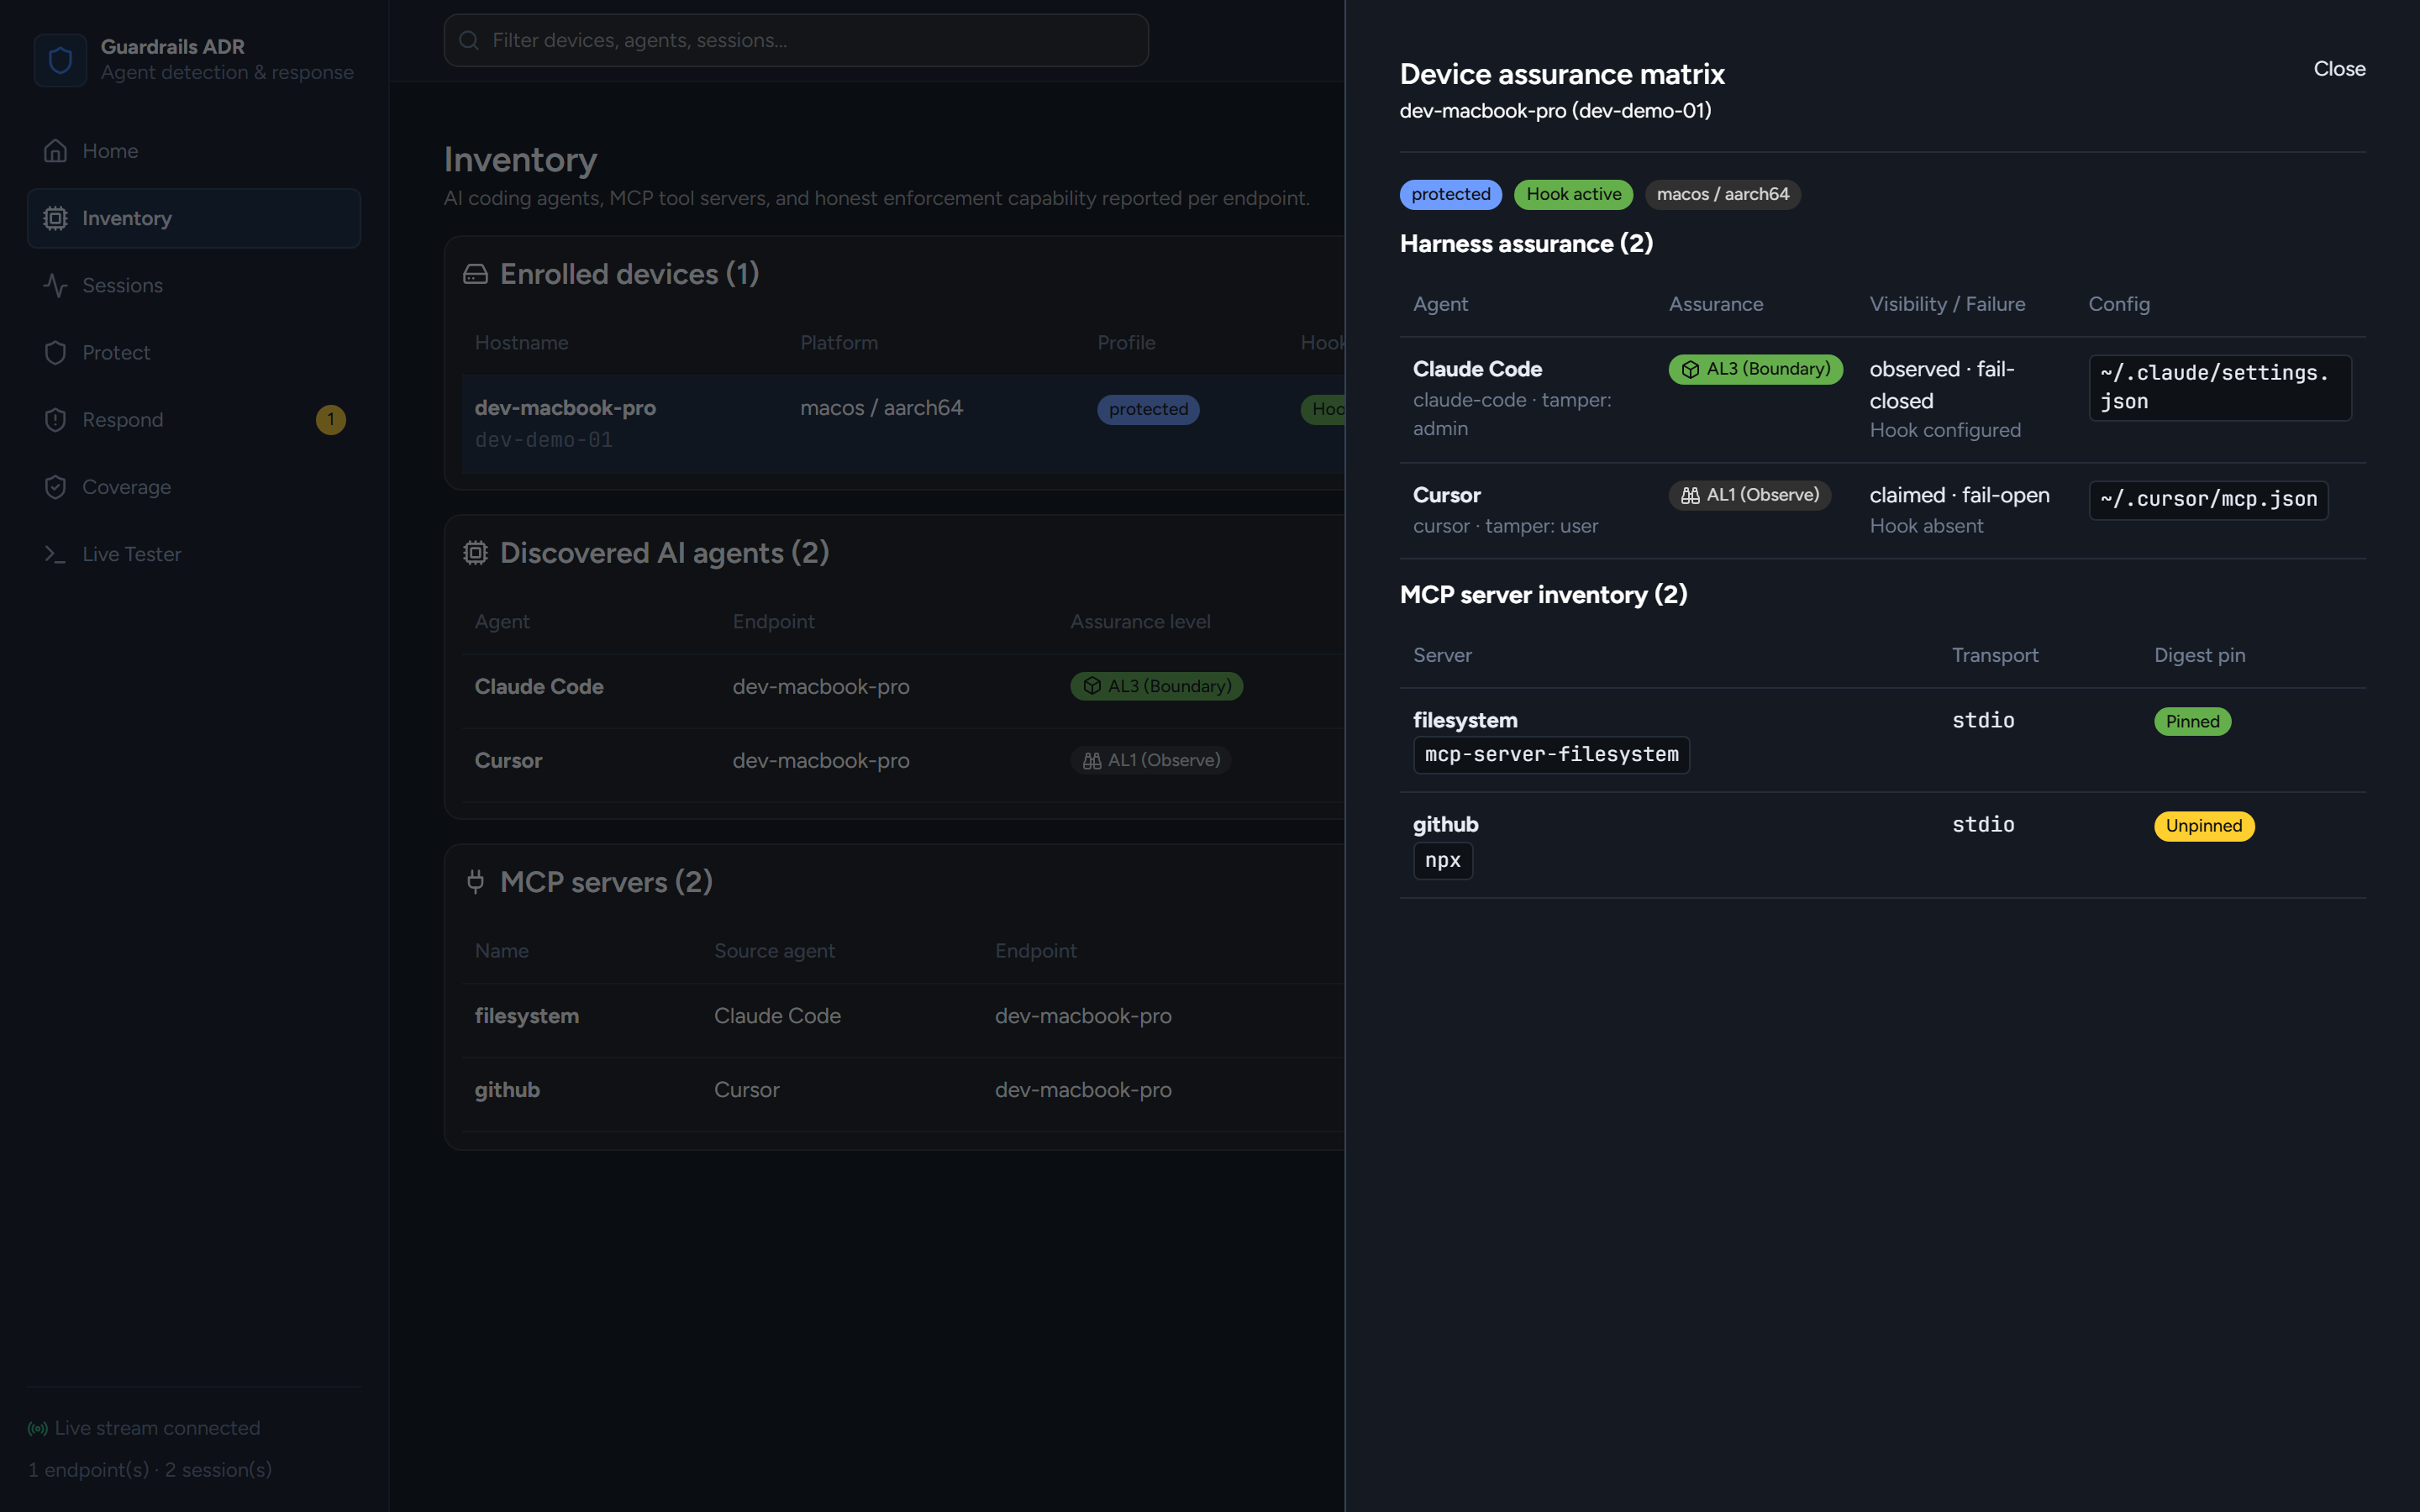 Guardrails ADR
Agent detection & response
Home
Inventory
Sessions
Protect
Respond
1
Coverage
Live Tester
Live stream connected
1 endpoint(s) · 2 session(s)
Filter devices, agents, sessions...
Inventory
AI coding agents, MCP tool servers, and honest enforcement capability reported per endpoint.
Enrolled devices (1)
Hostname Platform Profile Hook
dev-macbook-pro macos / aarch64 protected Hoo
dev-demo-01
Discovered AI agents (2)
Agent Endpoint Assurance level
Claude Code dev-macbook-pro AL3 (Boundary)
Cursor dev-macbook-pro AL1 (Observe)
MCP servers (2)
Name Source agent Endpoint
filesystem Claude Code dev-macbook-pro
github Cursor dev-macbook-pro
Device assurance matrix
Close
dev-macbook-pro (dev-demo-01)
protected Hook active macos / aarch64
Harness assurance (2)
Agent Assurance Visibility / Failure Config
Claude Code AL3 (Boundary) observed · fail- ~/.claude/settings.
claude-code · tamper: closed json
admin Hook configured
Cursor AL1 (Observe) claimed · fail-open ~/.cursor/mcp.json
cursor · tamper: user Hook absent
MCP server inventory (2)
Server Transport Digest pin
filesystem stdio Pinned
mcp-server-filesystem
github stdio Unpinned
npx